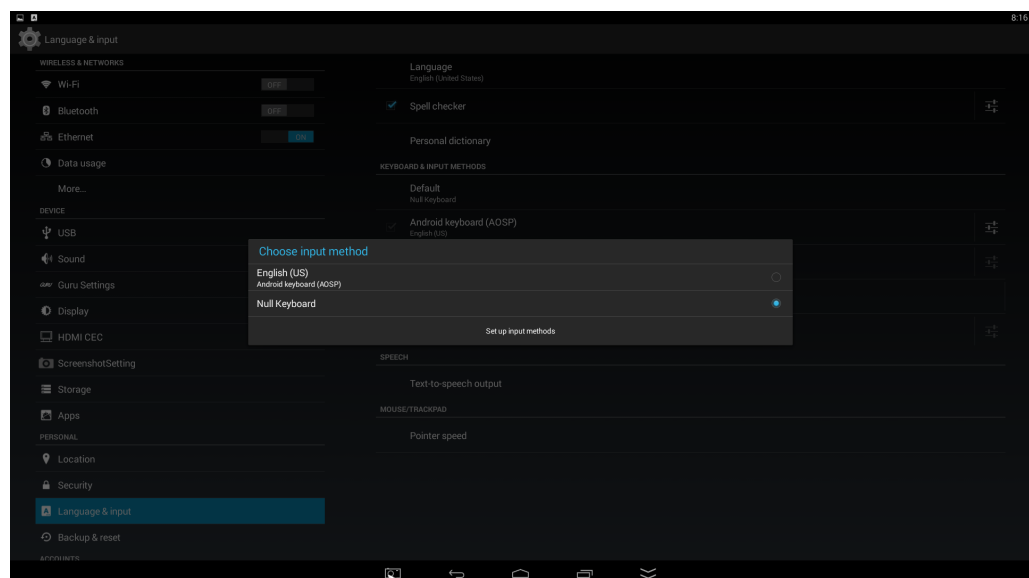 8:16
Language & input
WIRELESS & NETWORKS
Wi-Fi
OFF
Bluetooth
OFF
Ethernet
ON
Data usage
More...
DEVICE
USB
Sound
Guru Settings
Display
HDMI CEC
ScreenshotSetting
Storage
Apps
PERSONAL
Location
Security
Language & input
Backup & reset
ACCOUNTS
Language
English (United States)
Spell checker
Personal dictionary
KEYBOARD & INPUT METHODS
Default
Null Keyboard
Android keyboard (AOSP)
English (US)
Choose input method
English (US)
Android keyboard (AOSP)
Null Keyboard
Set up input methods
SPEECH
Text-to-speech output
MOUSE/TRACKPAD
Pointer speed